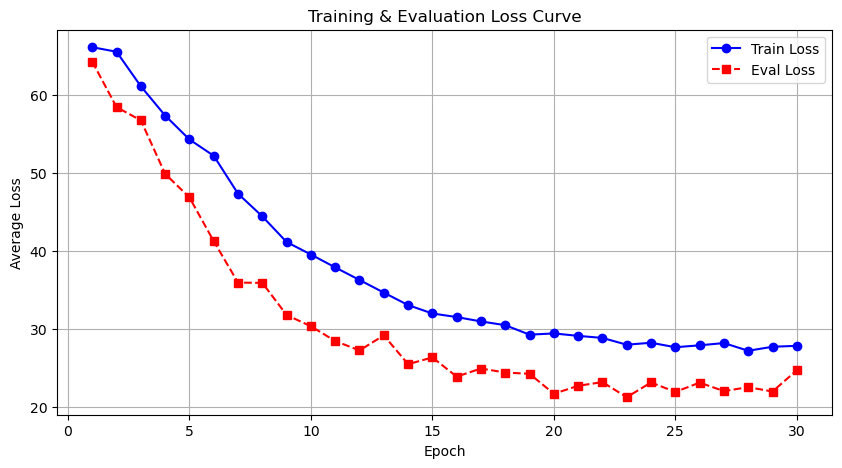 Training & Evaluation Loss Curve
Train Loss
Eval Loss
60
50
40
30
20
Average Loss
0 5 10 15 20 25 30
Epoch